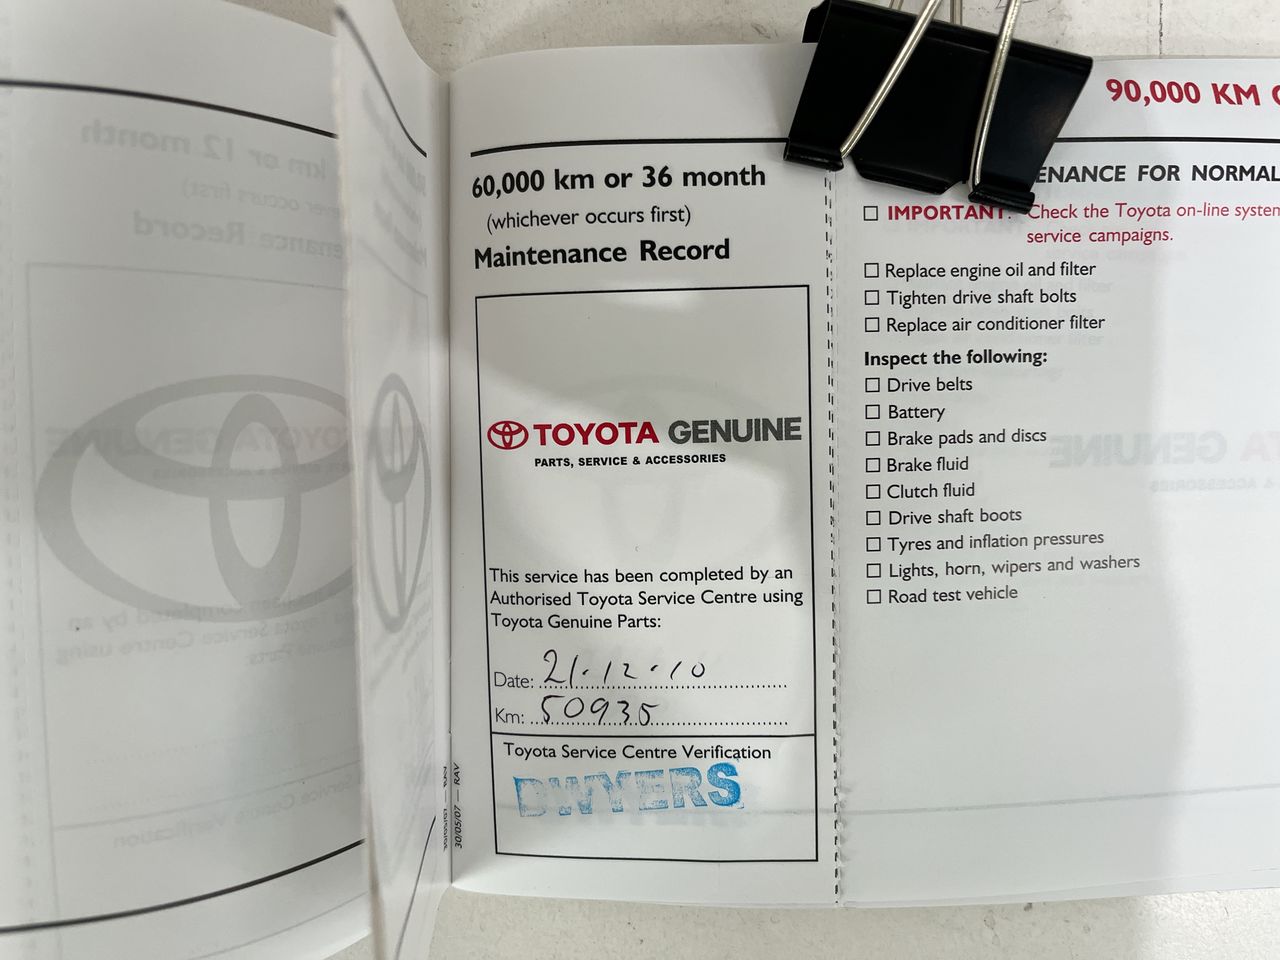 60,000 km or 36 month
(whichever occurs first)
Maintenance Record
TOYOTA GENUINE
PARTS, SERVICE & ACCESSORIES
This service has been completed by an
Authorised Toyota Service Centre using
Toyota Genuine Parts:
Date: 21.12.10
Km: 50935
Toyota Service Centre Verification
DWYERS
30/05/07 — RAV
90,000 KM
ENANCE FOR NORMAL
IMPORTANT: Check the Toyota on-line system
service campaigns.
Replace engine oil and filter
Tighten drive shaft bolts
Replace air conditioner filter
Inspect the following:
Drive belts
Battery
Brake pads and discs
Brake fluid
Clutch fluid
Drive shaft boots
Tyres and inflation pressures
Lights, horn, wipers and washers
Road test vehicle